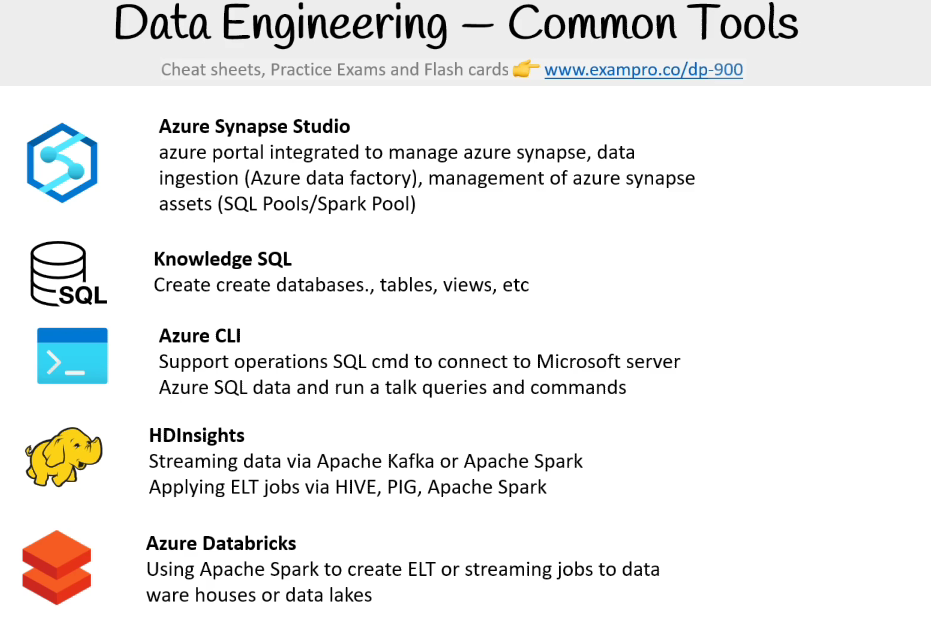 Data Engineering – Common Tools
Cheat sheets, Practice Exams and Flash cards 👉 www.exampro.co/dp-900
Azure Synapse Studio
azure portal integrated to manage azure synapse, data
ingestion (Azure data factory), management of azure synapse
assets (SQL Pools/Spark Pool)
SQL
Knowledge SQL
Create create databases., tables, views, etc
Azure CLI
Support operations SQL cmd to connect to Microsoft server
Azure SQL data and run a talk queries and commands
HDInsights
Streaming data via Apache Kafka or Apache Spark
Applying ELT jobs via HIVE, PIG, Apache Spark
Azure Databricks
Using Apache Spark to create ELT or streaming jobs to data
ware houses or data lakes